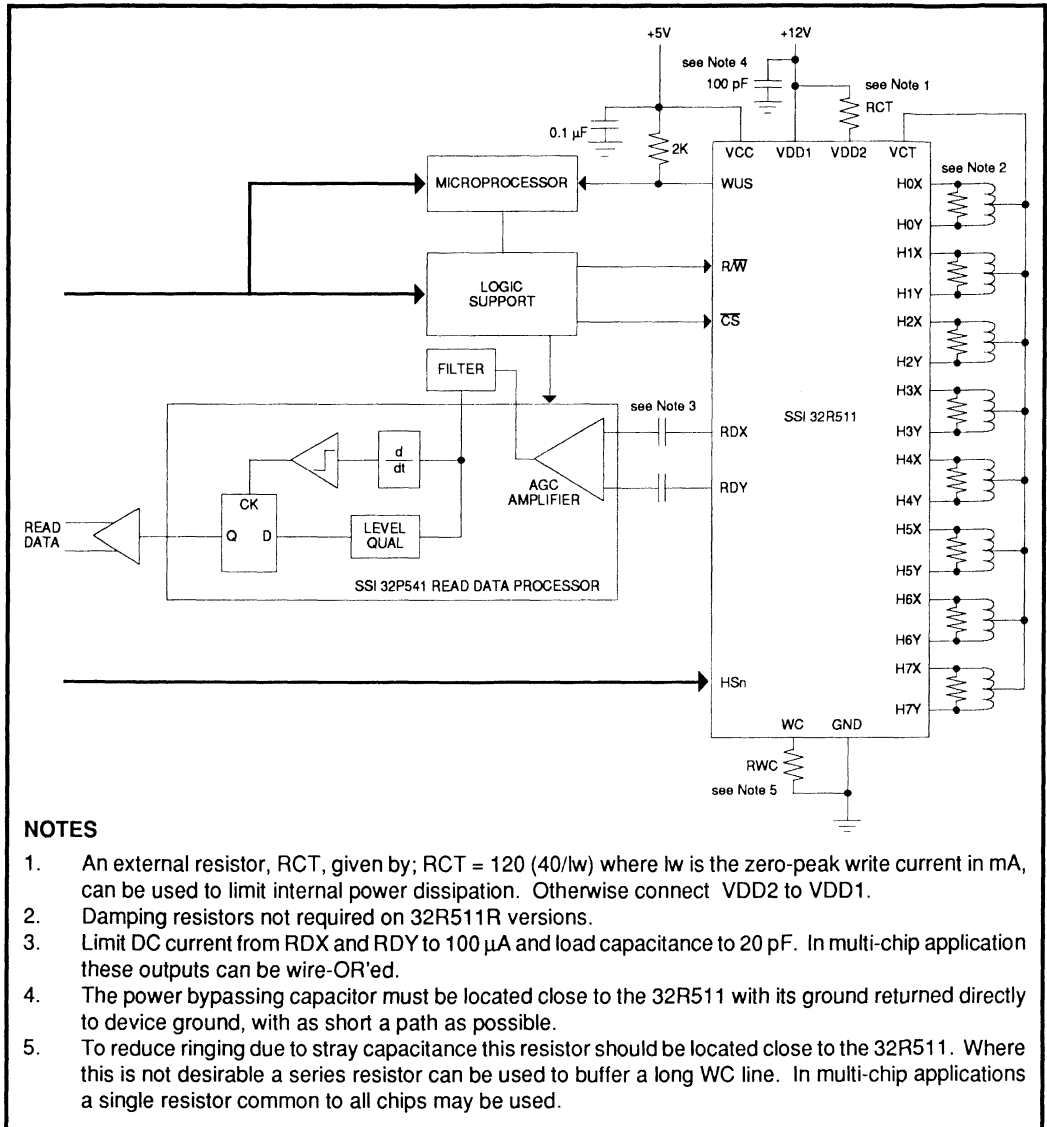 +5V
+12V
see Note 4
100 pF
see Note 1
RCT
0.1 µF
2K
VCC VDD1 VDD2 VCT
see Note 2
MICROPROCESSOR
WUS
H0X
H0Y
LOGIC
SUPPORT
R/W̅
C̅S̅
H1X
H1Y
H2X
H2Y
FILTER
see Note 3
SSI 32R511
H3X
H3Y
RDX
RDY
AGC
AMPLIFIER
d
dt
H4X
H4Y
CK
Q D
LEVEL
QUAL
READ
DATA
H5X
H5Y
SSI 32P541 READ DATA PROCESSOR
H6X
H6Y
HSn
H7X
H7Y
WC GND
RWC
see Note 5
NOTES
1. An external resistor, RCT, given by; RCT = 120 (40/Iw) where Iw is the zero-peak write current in mA,
can be used to limit internal power dissipation. Otherwise connect VDD2 to VDD1.
2. Damping resistors not required on 32R511R versions.
3. Limit DC current from RDX and RDY to 100 µA and load capacitance to 20 pF. In multi-chip application
these outputs can be wire-OR'ed.
4. The power bypassing capacitor must be located close to the 32R511 with its ground returned directly
to device ground, with as short a path as possible.
5. To reduce ringing due to stray capacitance this resistor should be located close to the 32R511. Where
this is not desirable a series resistor can be used to buffer a long WC line. In multi-chip applications
a single resistor common to all chips may be used.